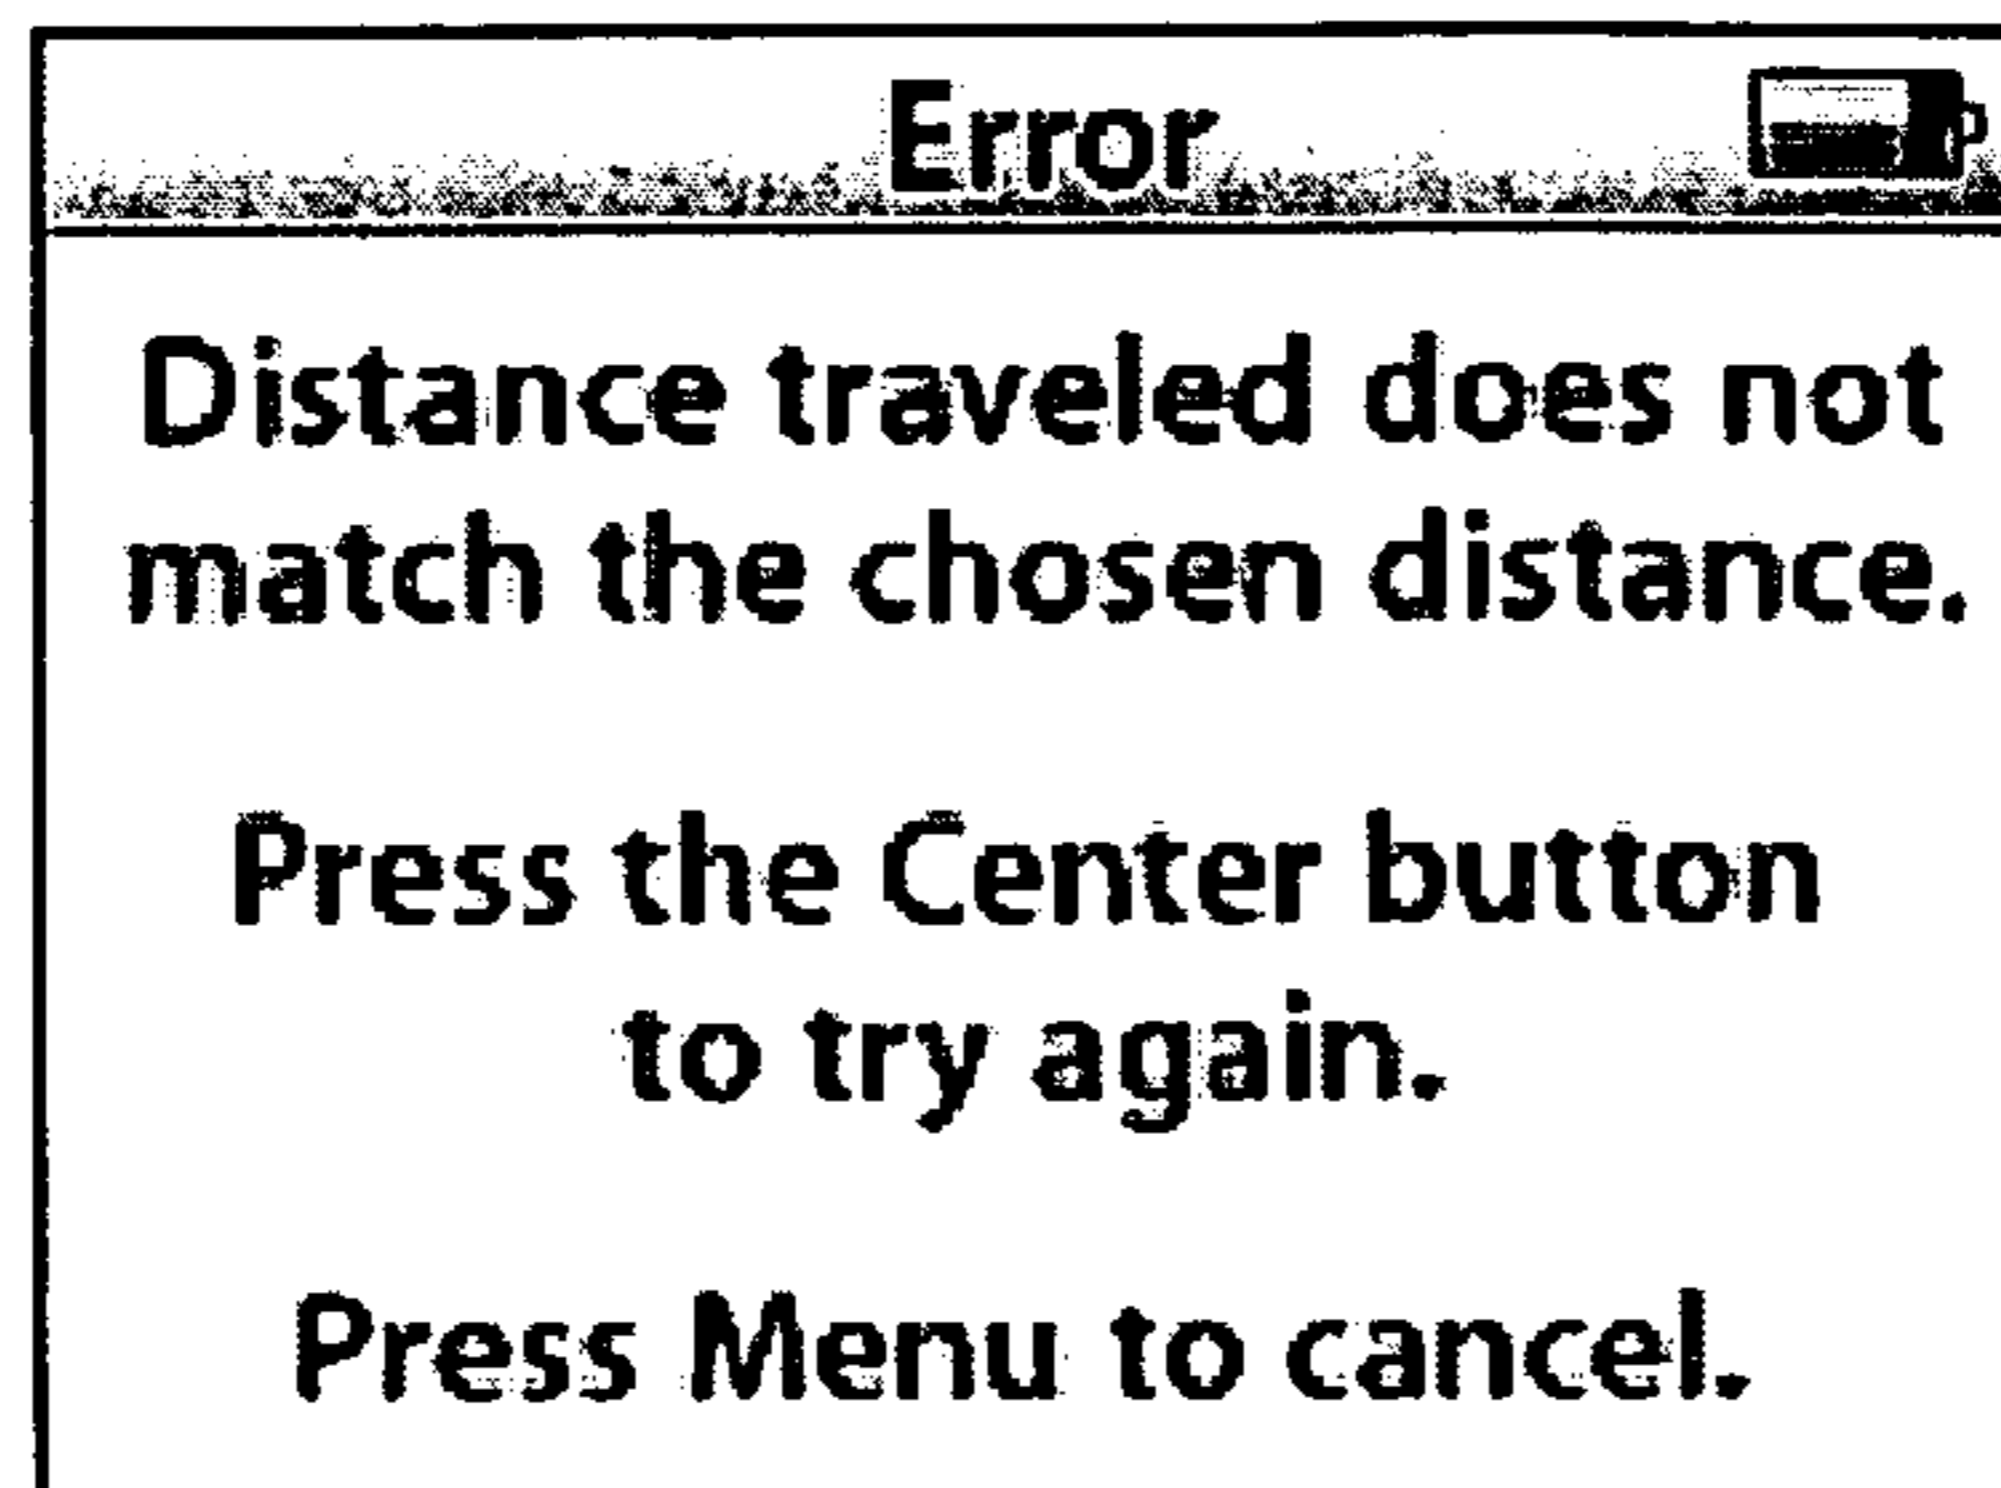 Error
Distance traveled does not
match the chosen distance.
Press the Center button
to try again.
Press Menu to cancel.